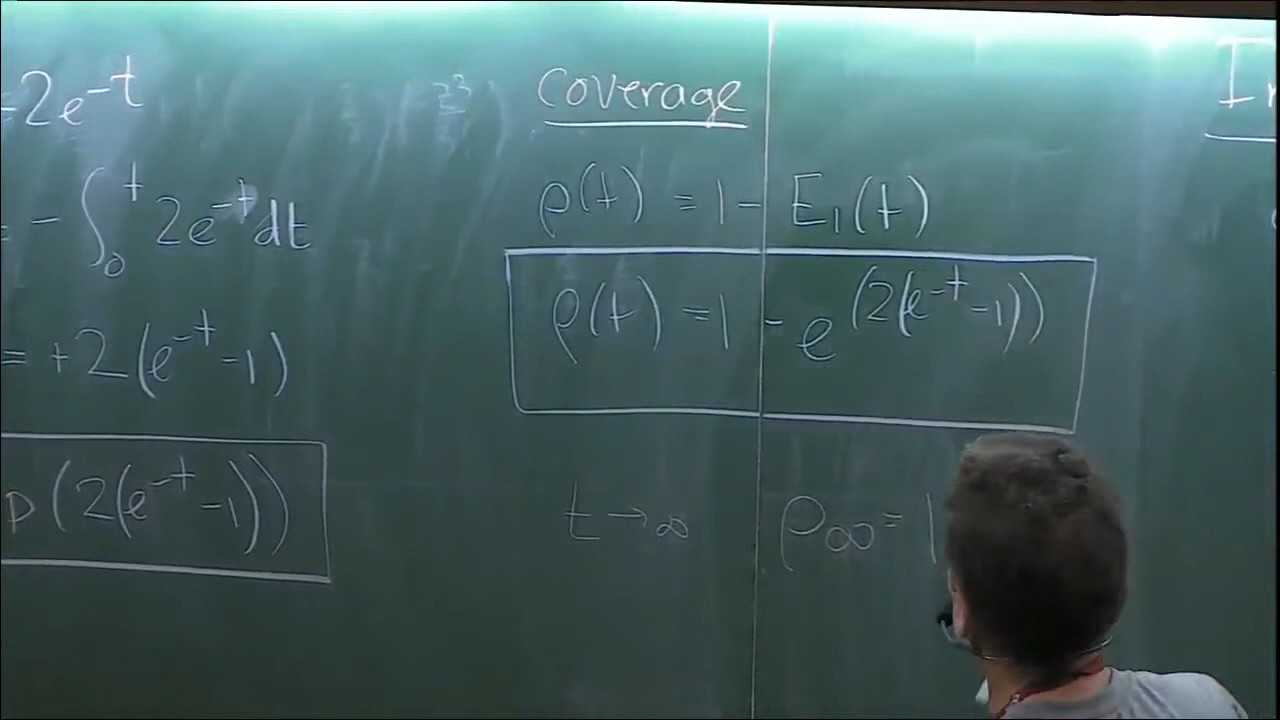 -2e^{-t}
= - ∫_0^t 2e^{-t} dt
= +2(e^{-t} -1)
p(2(e^{-t} -1))
Coverage
ρ(t) = 1 - E_1(t)
ρ(t) = 1 - e^{(2(e^{-t} -1))}
t → ∞ ρ_∞ = 1
I